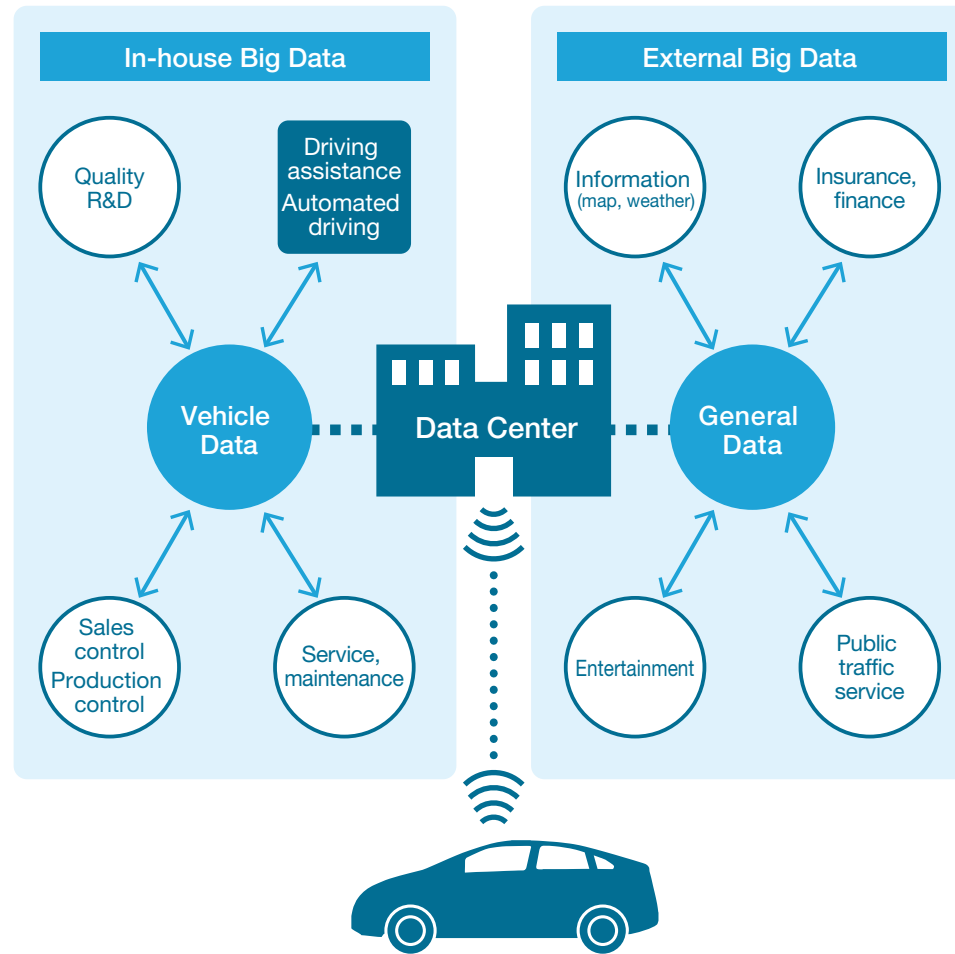 In-house Big Data
External Big Data
Quality
R&D
Driving
assistance
Automated
driving
Information
(map, weather)
Insurance,
finance
Vehicle
Data
Data Center
General
Data
Sales
control
Production
control
Service,
maintenance
Entertainment
Public
traffic
service